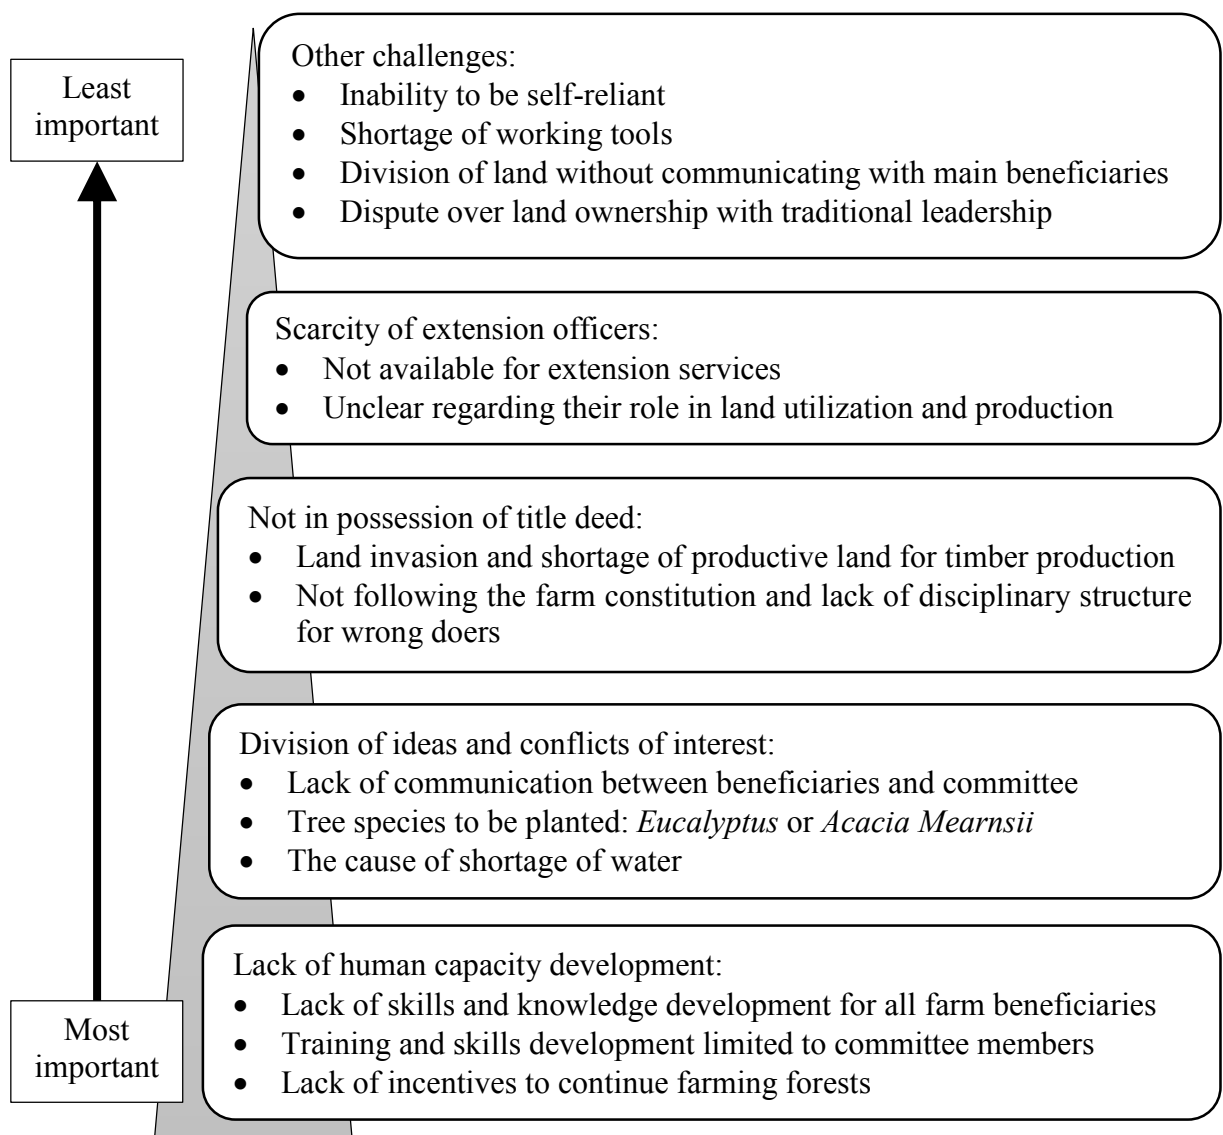 Least
important
Other challenges:
• Inability to be self-reliant
• Shortage of working tools
• Division of land without communicating with main beneficiaries
• Dispute over land ownership with traditional leadership
Scarcity of extension officers:
• Not available for extension services
• Unclear regarding their role in land utilization and production
Not in possession of title deed:
• Land invasion and shortage of productive land for timber production
• Not following the farm constitution and lack of disciplinary structure
for wrong doers
Division of ideas and conflicts of interest:
• Lack of communication between beneficiaries and committee
• Tree species to be planted: Eucalyptus or Acacia Mearnsii
• The cause of shortage of water
Most
important
Lack of human capacity development:
• Lack of skills and knowledge development for all farm beneficiaries
• Training and skills development limited to committee members
• Lack of incentives to continue farming forests